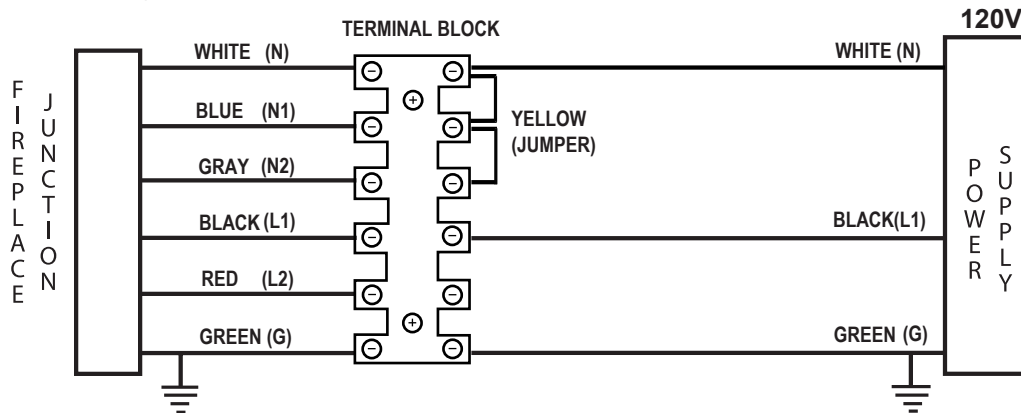 120V
TERMINAL BLOCK
WHITE (N)
WHITE (N)
FIREPLACE
JUNCTION
BLUE (N1)
YELLOW
(JUMPER)
GRAY (N2)
BLACK (L1)
BLACK(L1)
POWER
SUPPLY
RED (L2)
GREEN (G)
GREEN (G)